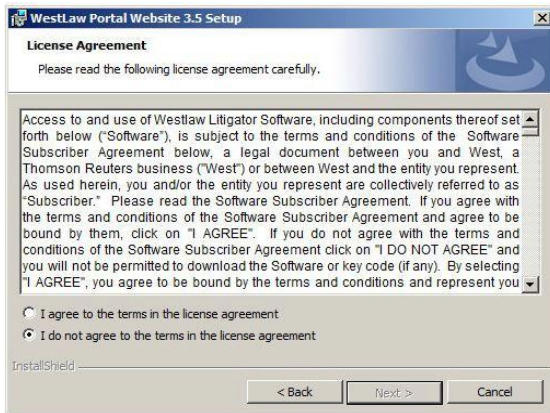 WestLaw Portal Website 3.5 Setup
License Agreement
Please read the following license agreement carefully.
Access to and use of Westlaw Litigator Software, including components thereof set
forth below ("Software"), is subject to the terms and conditions of the Software
Subscriber Agreement below, a legal document between you and West, a
Thomson Reuters business ("West") or between West and the entity you represent.
As used herein, you and/or the entity you represent are collectively referred to as
"Subscriber." Please read the Software Subscriber Agreement. If you agree with
the terms and conditions of the Software Subscriber Agreement and agree to be
bound by them, click on "I AGREE". If you do not agree with the terms and
conditions of the Software Subscriber Agreement click on "I DO NOT AGREE" and
you will not be permitted to download the Software or key code (if any). By selecting
"I AGREE", you agree to be bound by the terms and conditions and represent you
I agree to the terms in the license agreement
I do not agree to the terms in the license agreement
InstallShield
< Back Next > Cancel